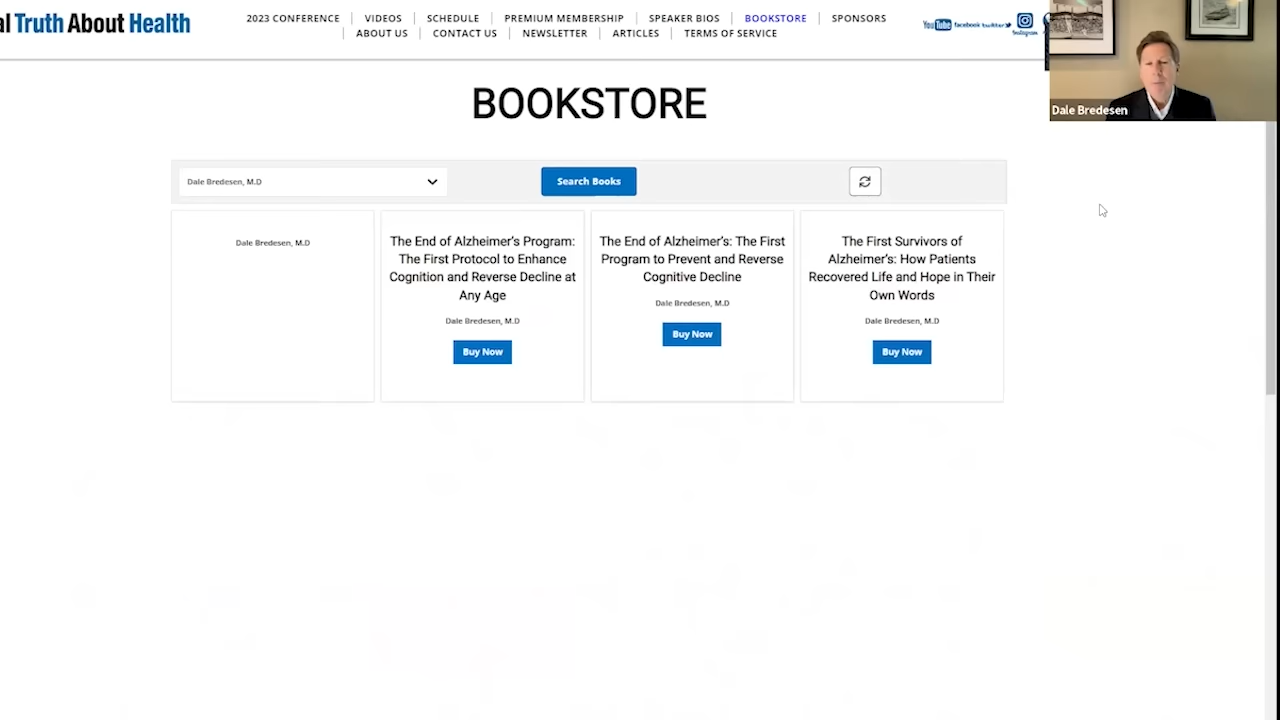 al Truth About Health
2023 CONFERENCE VIDEOS SCHEDULE PREMIUM MEMBERSHIP SPEAKER BIOS BOOKSTORE SPONSORS
ABOUT US CONTACT US NEWSLETTER ARTICLES TERMS OF SERVICE
YouTube facebook twitter Instagram
Dale Bredesen
BOOKSTORE
Dale Bredesen, M.D
Search Books
Dale Bredesen, M.D
The End of Alzheimer's Program:
The First Protocol to Enhance
Cognition and Reverse Decline at
Any Age
Dale Bredesen, M.D
Buy Now
The End of Alzheimer's: The First
Program to Prevent and Reverse
Cognitive Decline
Dale Bredesen, M.D
Buy Now
The First Survivors of
Alzheimer's: How Patients
Recovered Life and Hope in Their
Own Words
Dale Bredesen, M.D
Buy Now